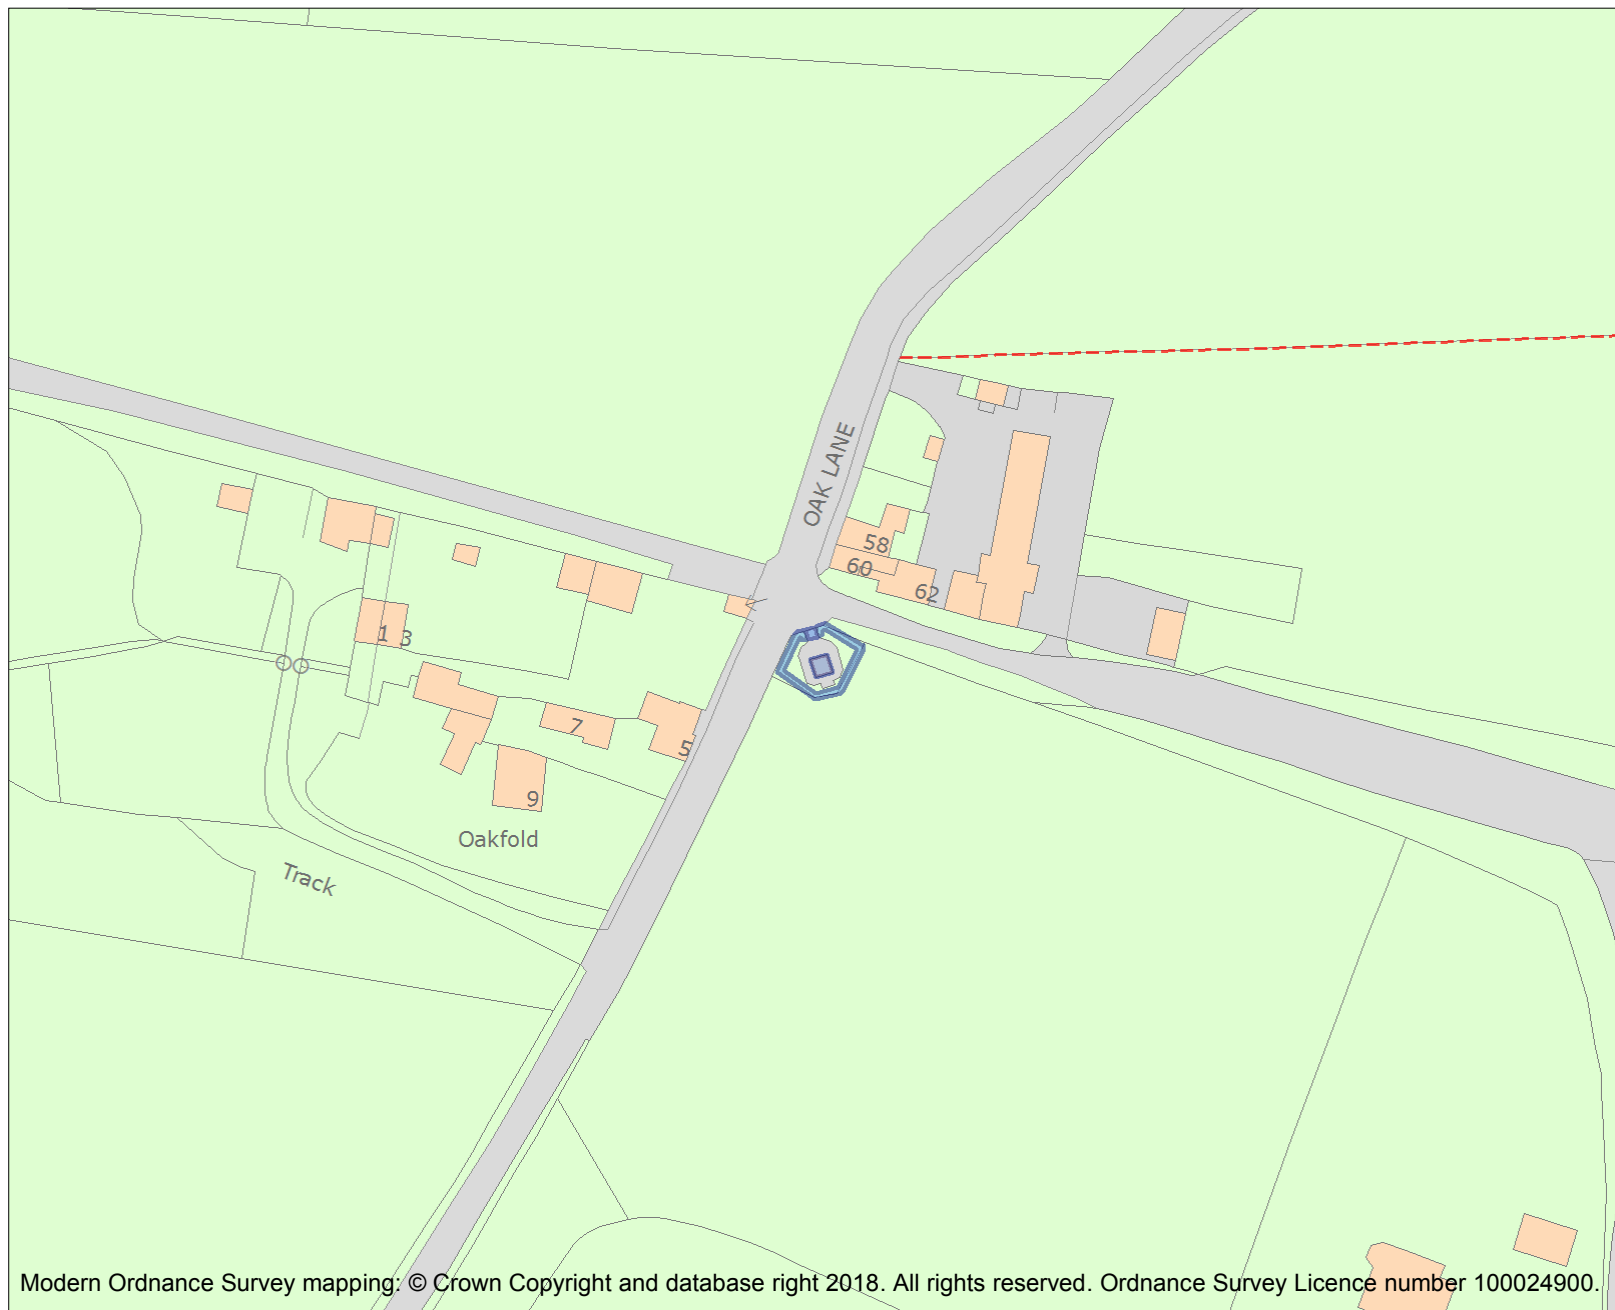 OAK LANE
58
60
62
1 3
7
5
9
Oakfold
Track
Modern Ordnance Survey mapping: © Crown Copyright and database right 2018. All rights reserved. Ordnance Survey Licence number 100024900.